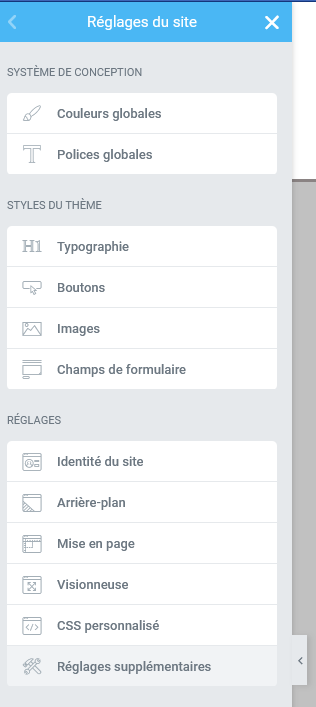 Réglages du site
SYSTÈME DE CONCEPTION
Couleurs globales
Polices globales
STYLES DU THÈME
H1 Typographie
Boutons
Images
Champs de formulaire
RÉGLAGES
Identité du site
Arrière-plan
Mise en page
Visionneuse
CSS personnalisé
Réglages supplémentaires